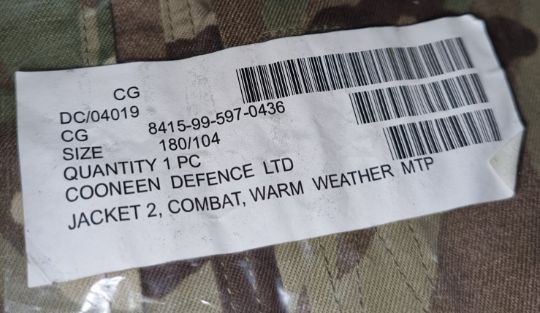 CG
DC/04019
CG 8415-99-597-0436
SIZE 180/104
QUANTITY 1 PC
COONEEN DEFENCE LTD
JACKET 2, COMBAT, WARM WEATHER MTP